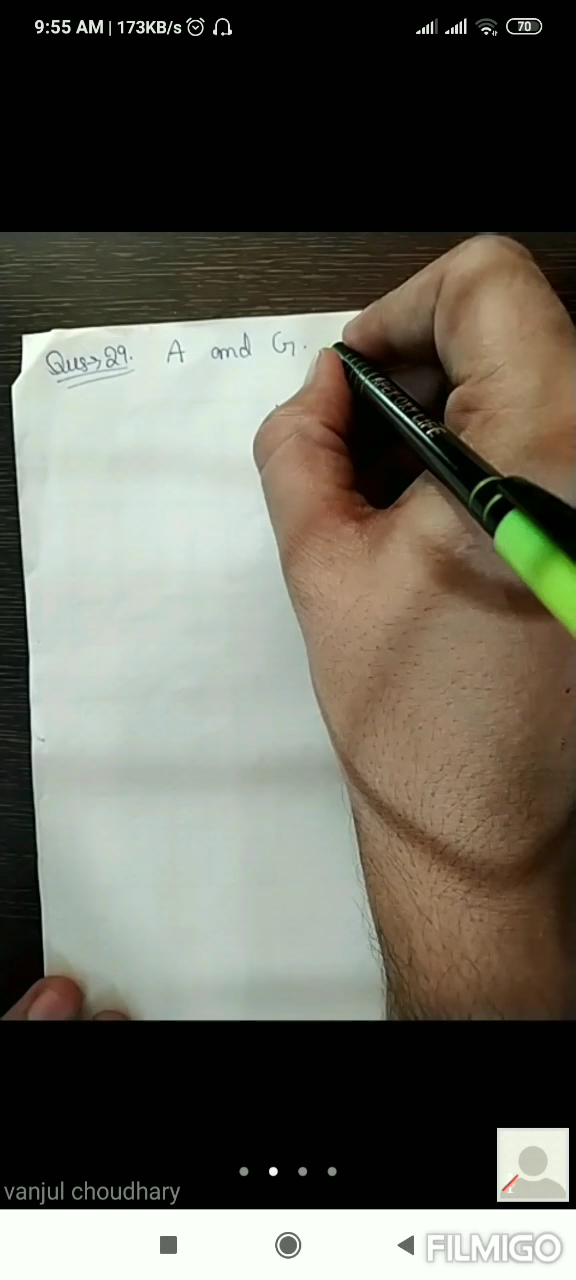 9:55 AM | 173KB/s
70
Ques→29. A and G.
vanjul choudhary
FILMIGO